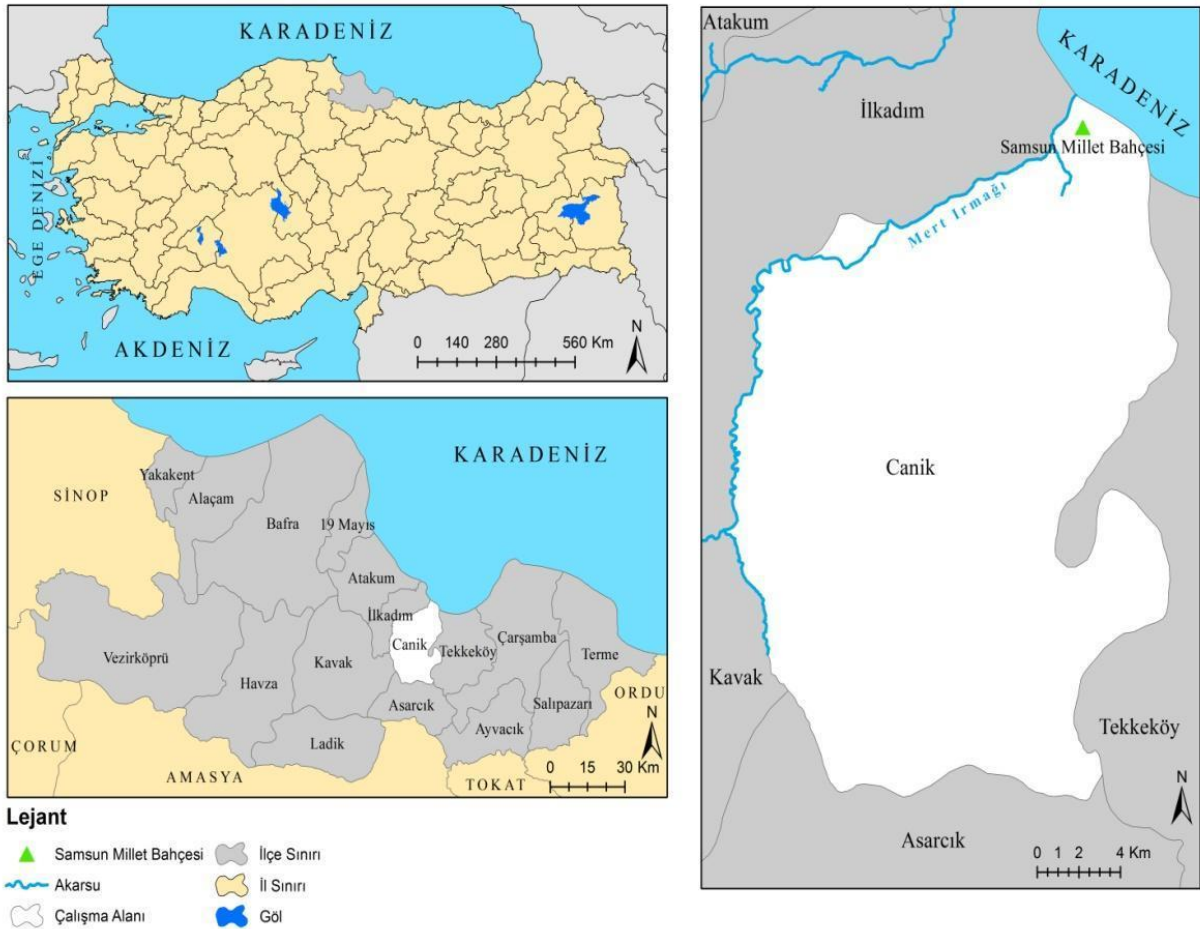 KARADENİZ
EGE DENİZİ
AKDENİZ
N
0 140 280 560 Km
KARADENİZ
SİNOP
Yakakent
Alaçam
Bafra
19 Mayıs
Atakum
İlkadım
Canik
Tekkeköy
Çarşamba
Terme
Vezirköprü
Havza
Kavak
Asarcık
Salıpazarı
Ayvacık
Ladik
ORDU
ÇORUM
AMASYA
TOKAT
N
0 15 30 Km
Atakum
KARADENİZ
İlkadım
Samsun Millet Bahçesi
Mert Irmağı
Canik
Kavak
Tekkeköy
Asarcık
N
0 1 2 4 Km
Lejant
Samsun Millet Bahçesi
İlçe Sınırı
Akarsu
İl Sınırı
Çalışma Alanı
Göl